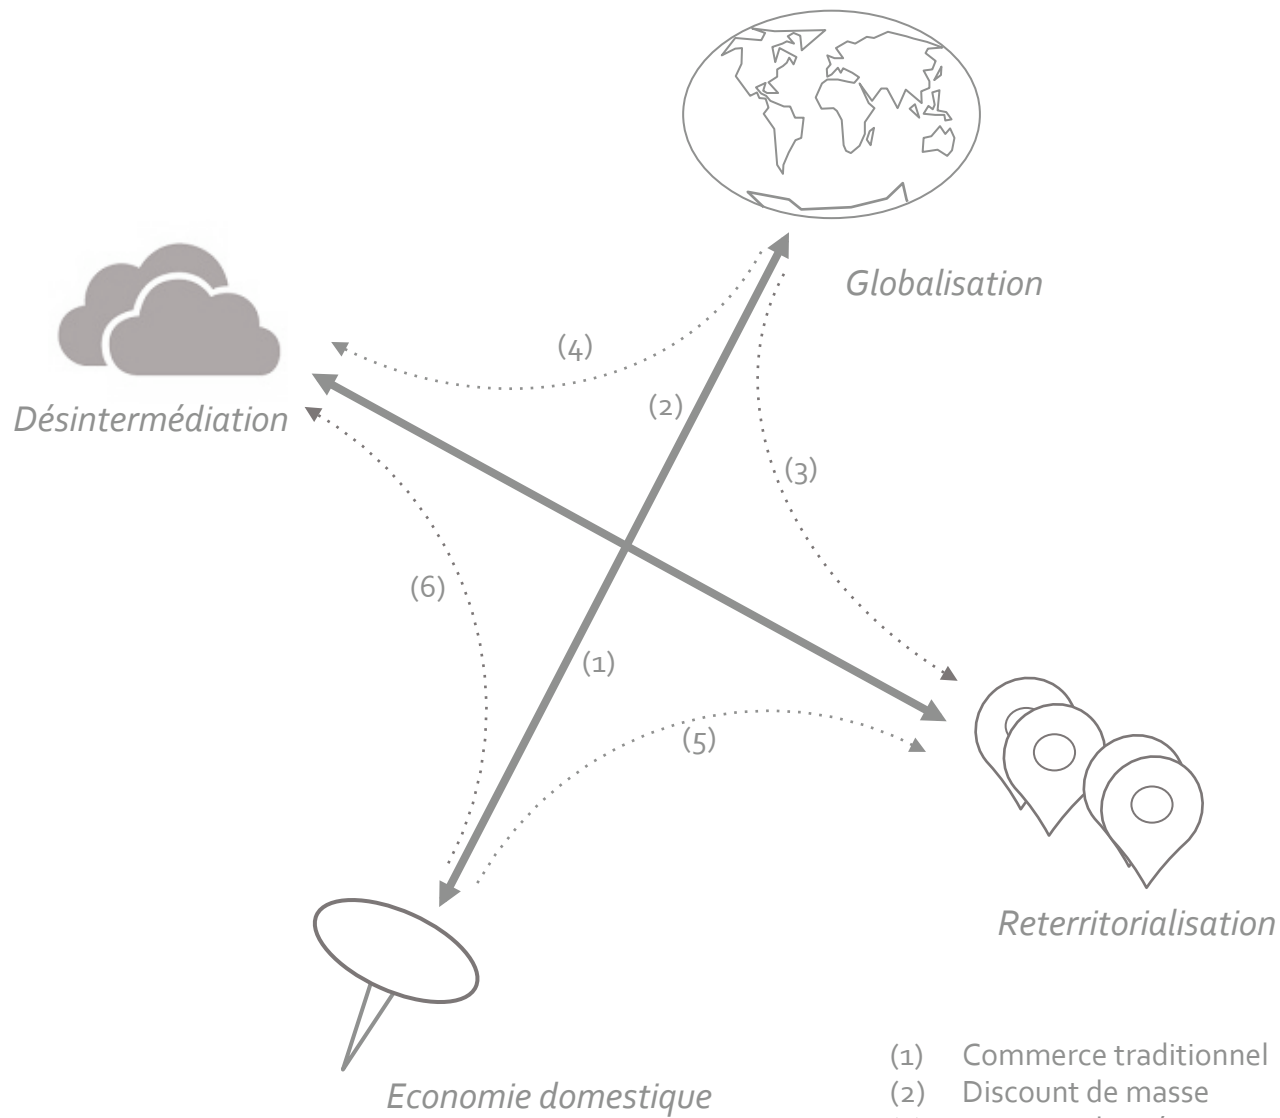 Globalisation
(4)
(2)
Désintermédiation
(3)
(6)
(1)
(5)
Reterritorialisation
(1) Commerce traditionnel
(2) Discount de masse
Economie domestique